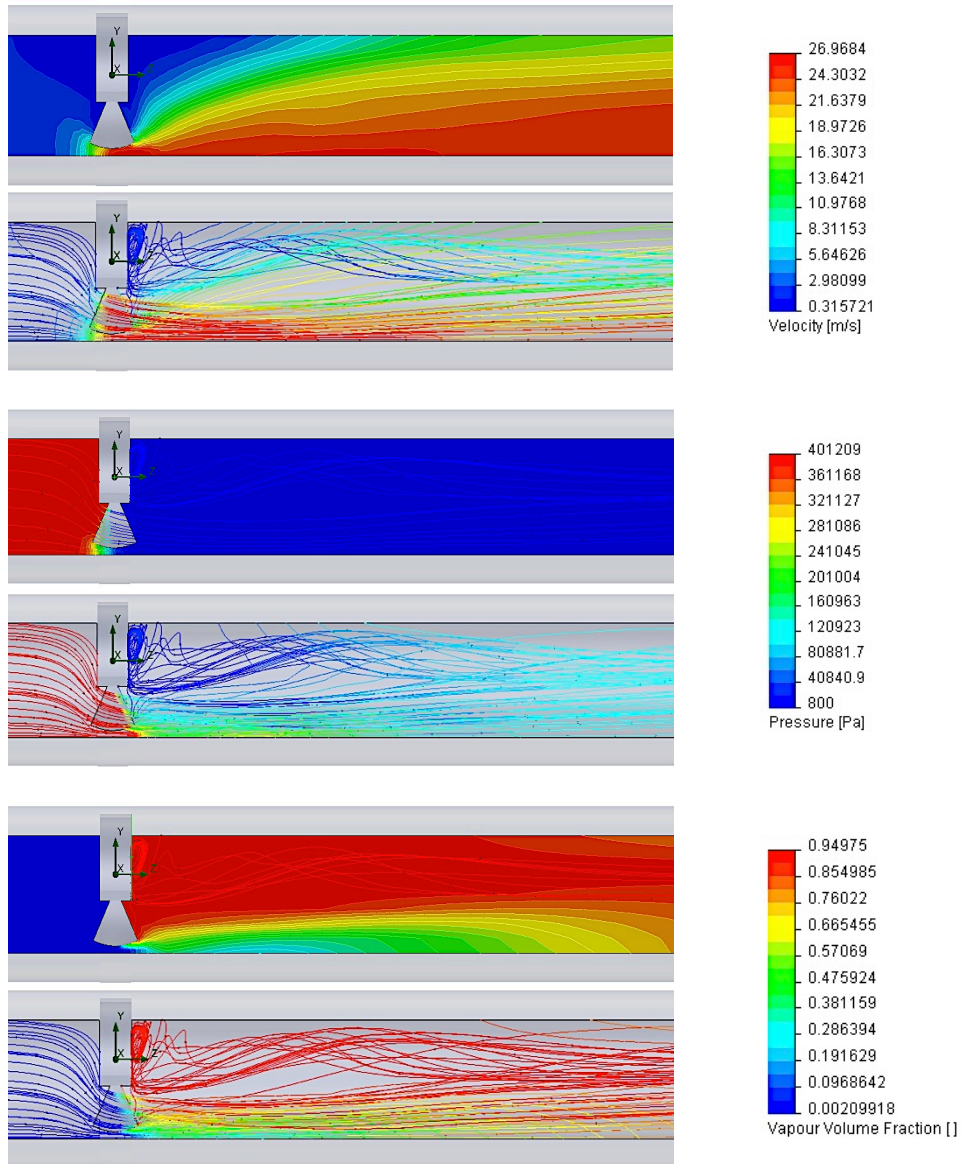 Y
X
Z
26.9684
24.3032
21.6379
18.9726
16.3073
13.6421
10.9768
8.31153
5.64626
2.98099
0.315721
Velocity [m/s]
Y
X
Z
Y
X
Z
401209
361168
321127
281086
241045
201004
160963
120923
80881.7
40840.9
800
Pressure [Pa]
Y
X
Z
Y
X
Z
0.94975
0.854985
0.76022
0.665455
0.57069
0.475924
0.381159
0.286394
0.191629
0.0968642
0.00209918
Vapour Volume Fraction [ ]
Y
X
Z